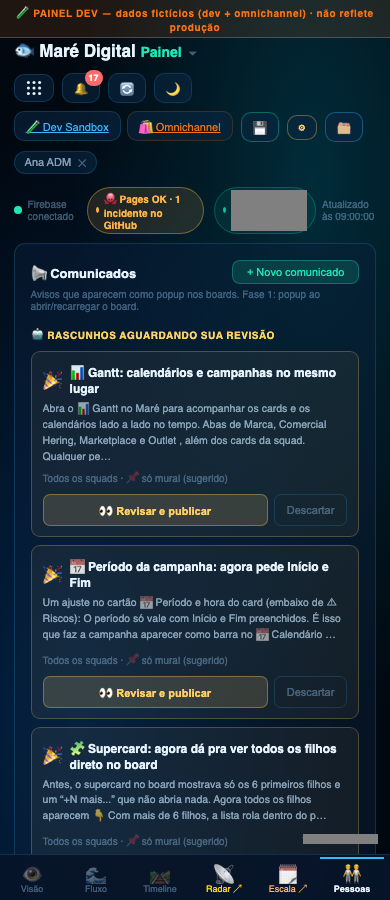 PAINEL DEV — dados fictícios (dev + omnichannel) · não reflete
produção
Maré Digital Painel
17
Dev Sandbox
Omnichannel
Ana ADM ×
Firebase
conectado
Pages OK · 1
incidente no
GitHub
Atualizado
às 09:00:00
Comunicados
+ Novo comunicado
Avisos que aparecem como popup nos boards. Fase 1: popup ao
abrir/recarregar o board.
RASCUNHOS AGUARDANDO SUA REVISÃO
Gantt: calendários e campanhas no mesmo
lugar
Abra o 📊 Gantt no Maré para acompanhar os cards e os
calendários lado a lado no tempo. Abas de Marca, Comercial
Hering, Marketplace e Outlet , além dos cards da squad.
Qualquer pe…
Todos os squads · 📌 só mural (sugerido)
Revisar e publicar
Descartar
Período da campanha: agora pede Início e
Fim
Um ajuste no cartão 📅 Período e hora do card (embaixo de ⚠
Riscos): O período só vale com Início e Fim preenchidos. É isso
que faz a campanha aparecer como barra no 📅 Calendário …
Todos os squads · 📌 só mural (sugerido)
Revisar e publicar
Descartar
Supercard: agora dá pra ver todos os filhos
direto no board
Antes, o supercard no board mostrava só os 6 primeiros filhos e
um “+N mais...” que não abria nada. Agora todos os filhos
aparecem 👇 Com mais de 6 filhos, a lista rola dentro do p…
Todos os squads · 📌 só mural (sugerido)
Visão
Fluxo
Timeline
Radar ↗
Escala ↗
Pessoas